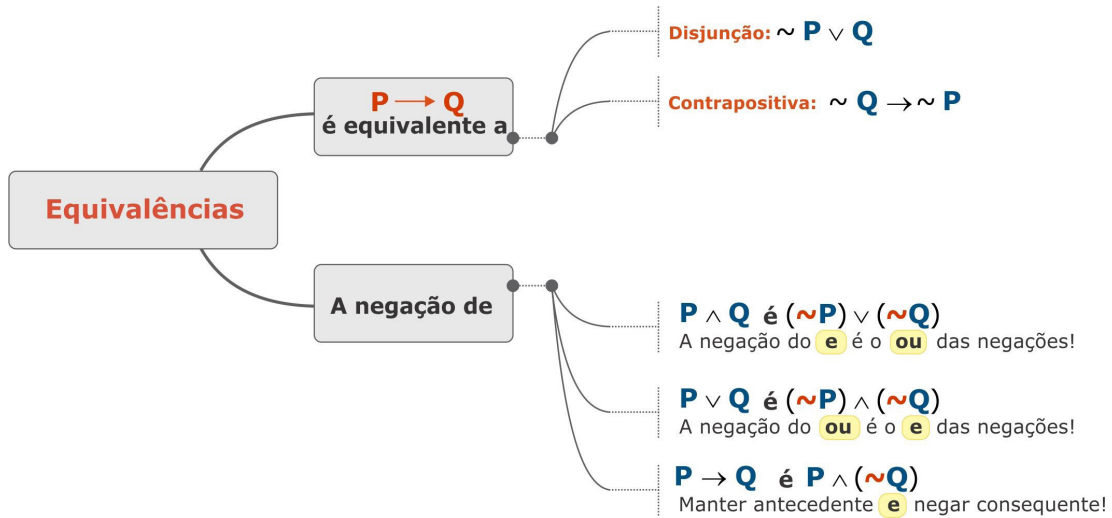 Equivalências
P → Q
é equivalente a
Disjunção: ~ P ∨ Q
Contrapositiva: ~ Q → ~ P
A negação de
P ∧ Q é (~P) ∨ (~Q)
A negação do e é o ou das negações!
P ∨ Q é (~P) ∧ (~Q)
A negação do ou é o e das negações!
P → Q é P ∧ (~Q)
Manter antecedente e negar consequente!